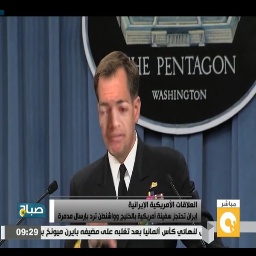 THE PENTAGON
WASHINGTON
العلاقات الأمريكية الإيرانية
مباشر
إيران تحتجز سفينة أمريكية بالخليج وواشنطن ترد بإرسال مدمرة
صباح
09:29
لنهائي كأس ألمانيا بعد تغلبه على مضيفه بايرن ميونخ